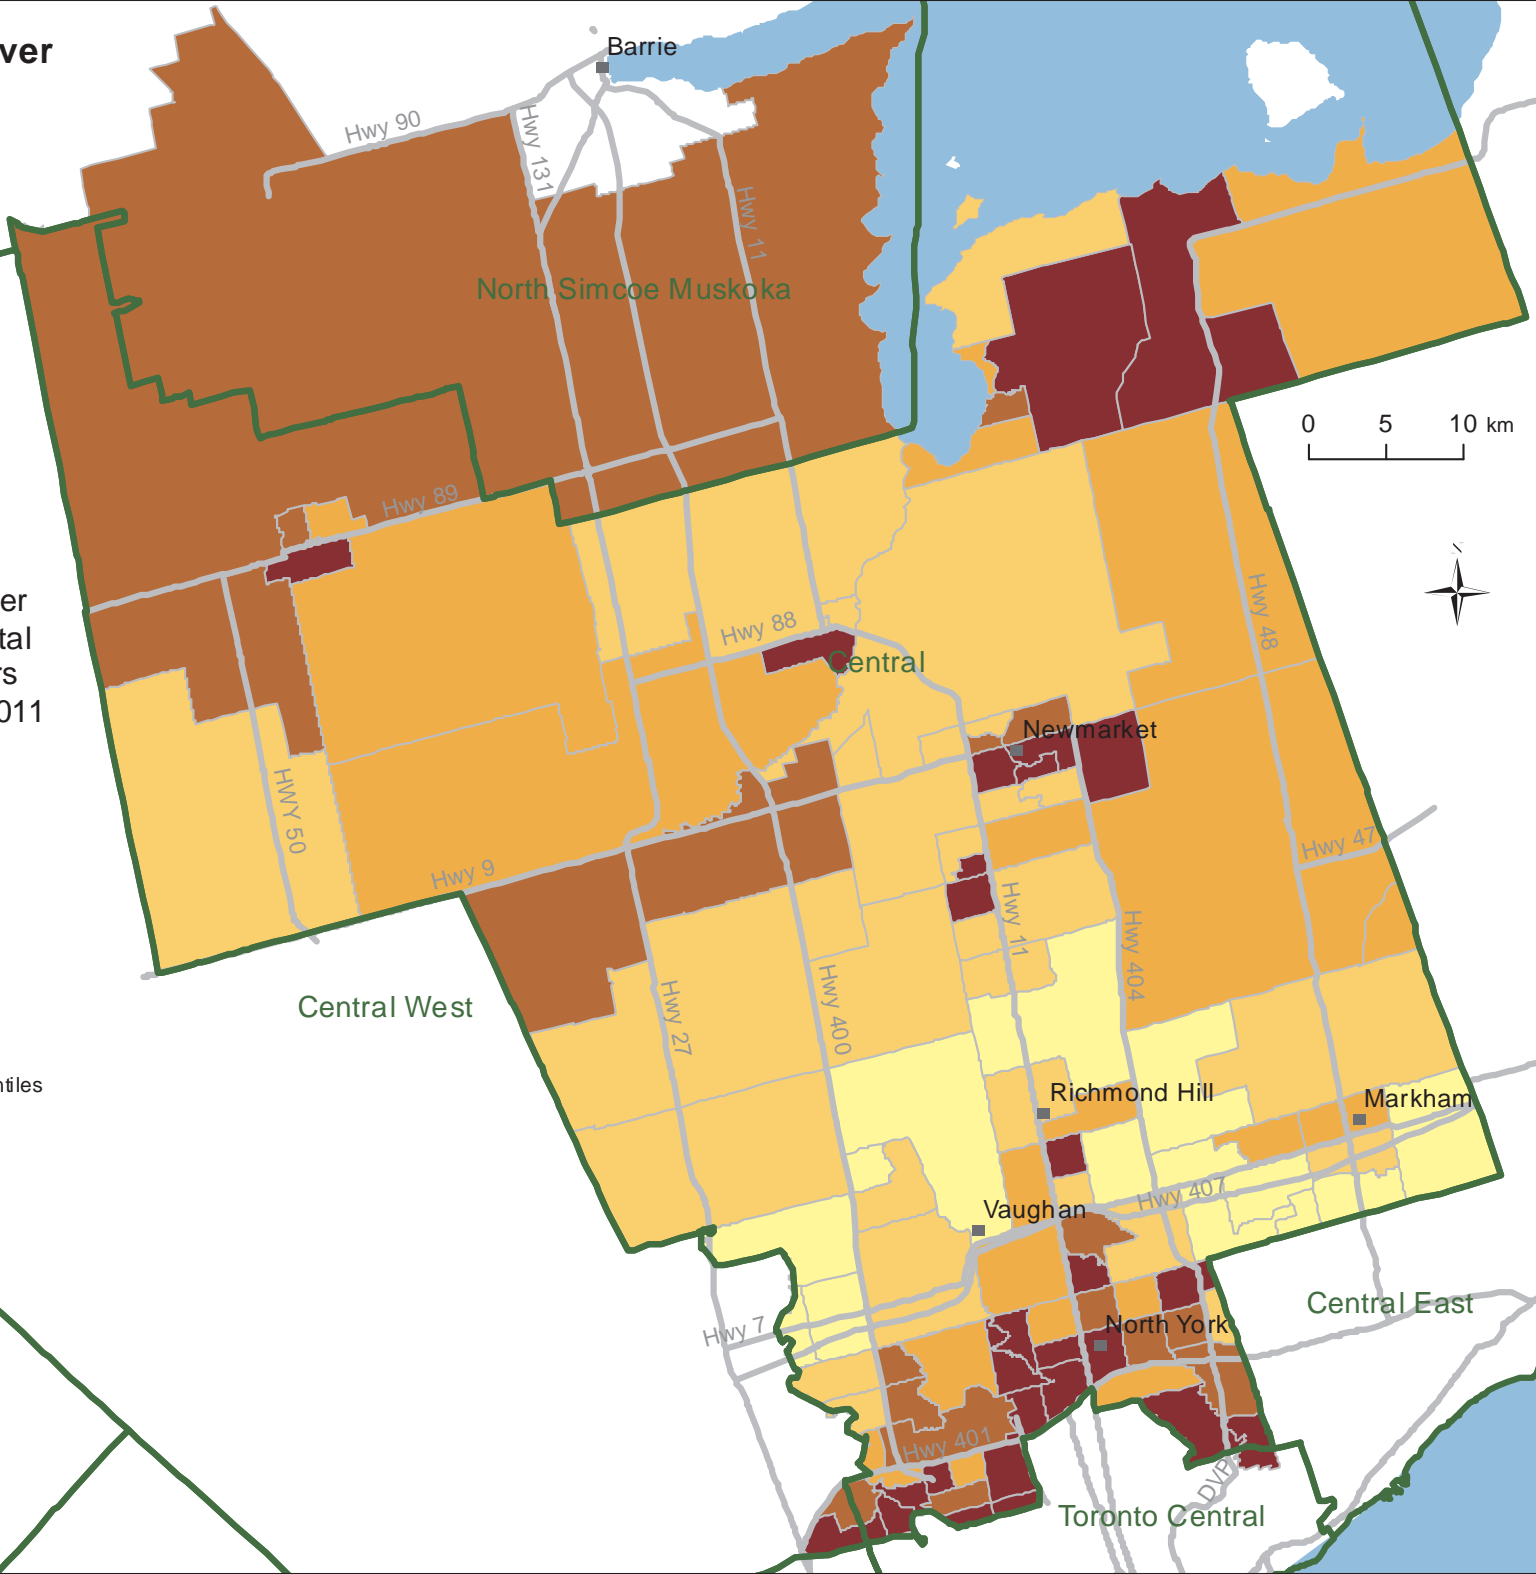 ver
Barrie
Hwy 90
Hwy 131
Hwy 11
North Simcoe Muskoka
0 5 10 km
Hwy 89
N
er
tal
rs
011
Hwy 88
Central
Hwy 48
Newmarket
HWY 50
Hwy 9
Hwy 47
Hwy 11
Hwy 404
Central West
Hwy 27
Hwy 400
ntiles
Richmond Hill
Markham
Hwy 407
Vaughan
Hwy 7
North York
Central East
Hwy 401
DVP
Toronto Central